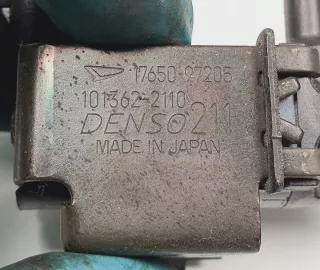 17650-97205
101362-2110
DENSO 211
MADE IN JAPAN